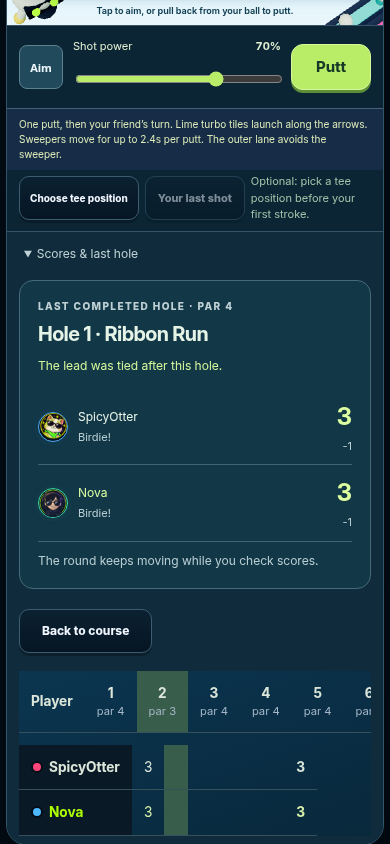 Tap to aim, or pull back from your ball to putt.
Aim
Shot power 70%
Putt
One putt, then your friend's turn. Lime turbo tiles launch along the arrows.
Sweepers move for up to 2.4s per putt. The outer lane avoids the
sweeper.
Choose tee position
Your last shot
Optional: pick a tee
position before your
first stroke.
▼ Scores & last hole
LAST COMPLETED HOLE · PAR 4
Hole 1 · Ribbon Run
The lead was tied after this hole.
SpicyOtter 3
Birdie! -1
Nova 3
Birdie! -1
The round keeps moving while you check scores.
Back to course
Player 1 2 3 4 5 6
par 4 par 3 par 4 par 4 par 4 par
SpicyOtter 3 3
Nova 3 3